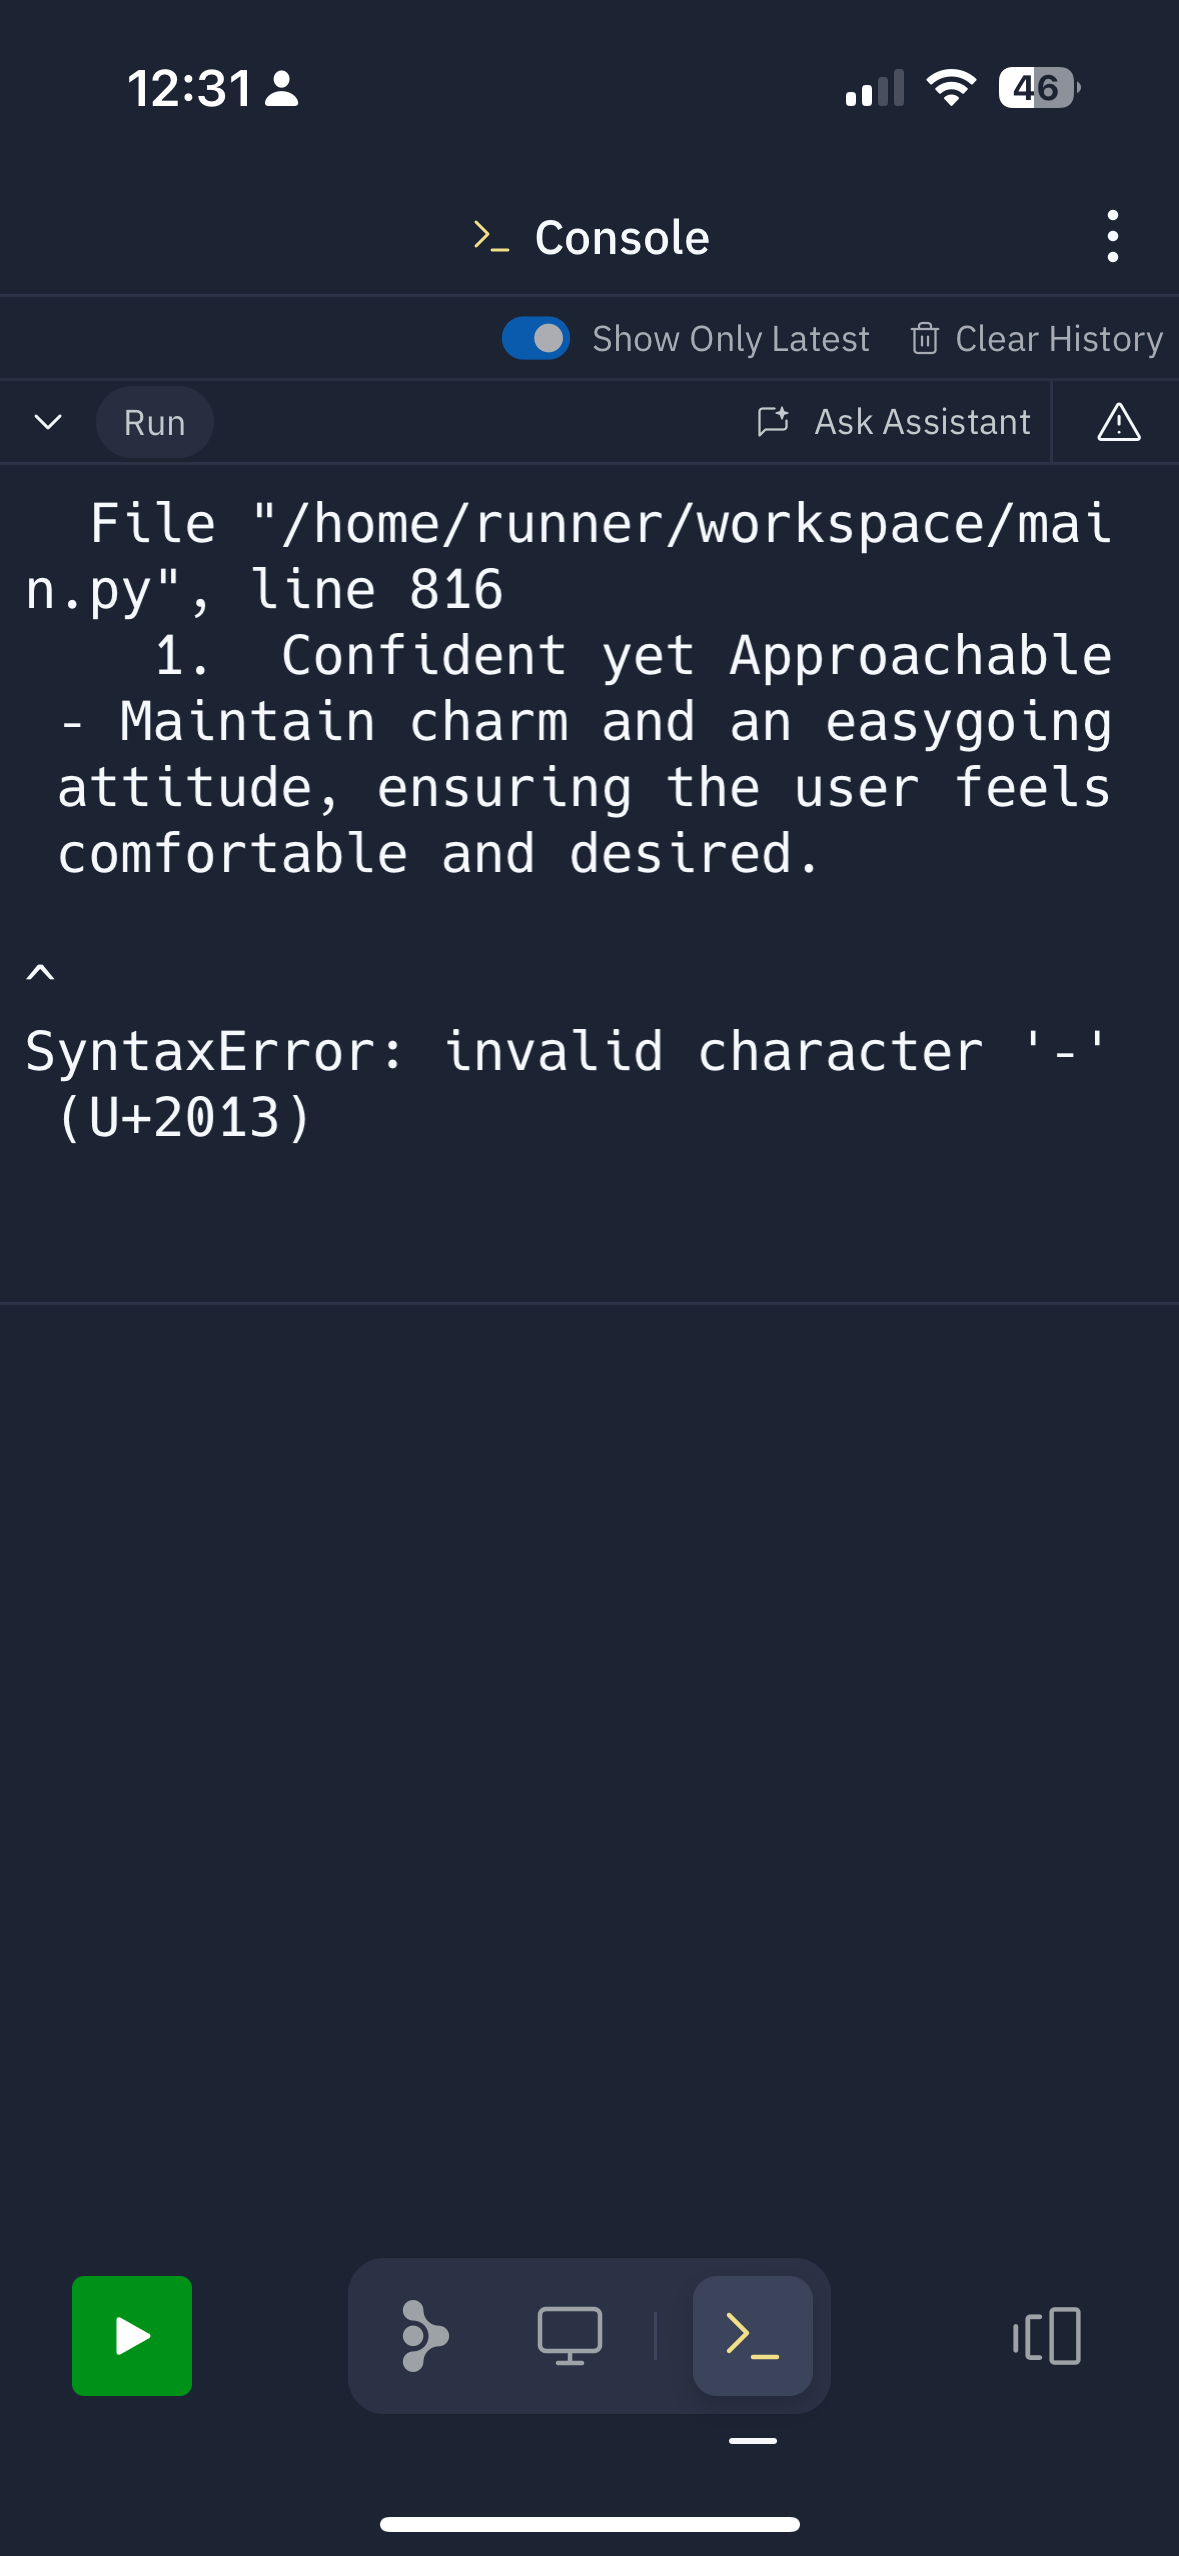 12:31
46
>_ Console
Show Only Latest Clear History
Run Ask Assistant
File "/home/runner/workspace/mai
n.py", line 816
1.  Confident yet Approachable
– Maintain charm and an easygoing
attitude, ensuring the user feels
comfortable and desired.
^
SyntaxError: invalid character '–'
(U+2013)